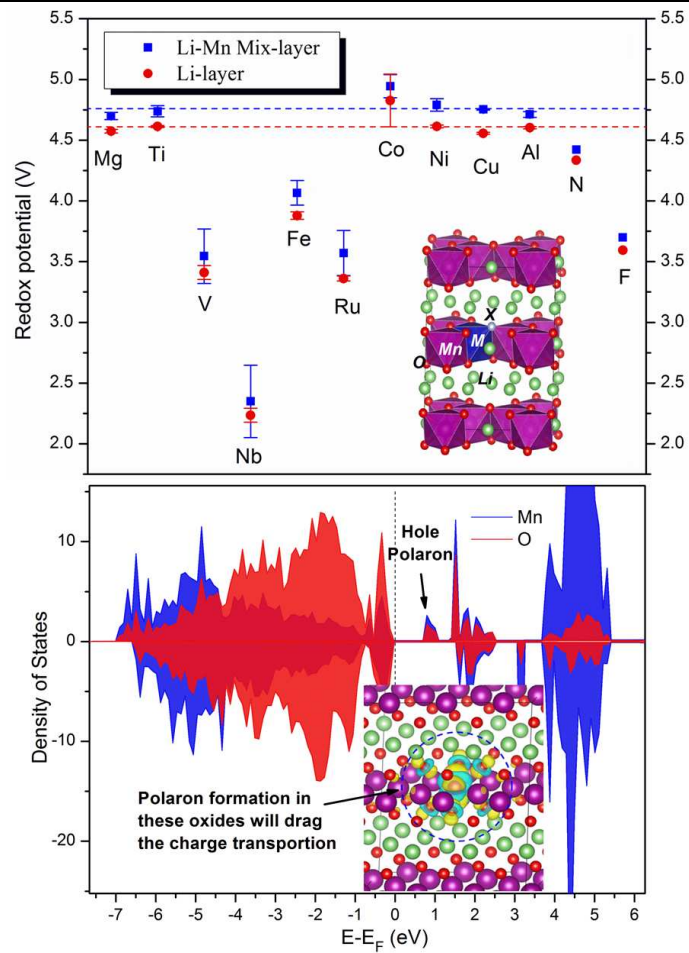 5.5
5.5
Li-Mn Mix-layer
Li-layer
5.0
5.0
4.5
4.5
Mg
Ti
Co
Ni
Cu
Al
N
4.0
4.0
Redox potential (V)
Fe
3.5
3.5
V
Ru
F
3.0
3.0
X
Mn
M
O
Li
2.5
2.5
Nb
2.0
2.0
Mn
O
10
Hole
Polaron
0
Density of States
-10
Polaron formation in
these oxides will drag
the charge transportion
-20
-7 -6 -5 -4 -3 -2 -1 0 1 2 3 4 5 6
E-EF (eV)